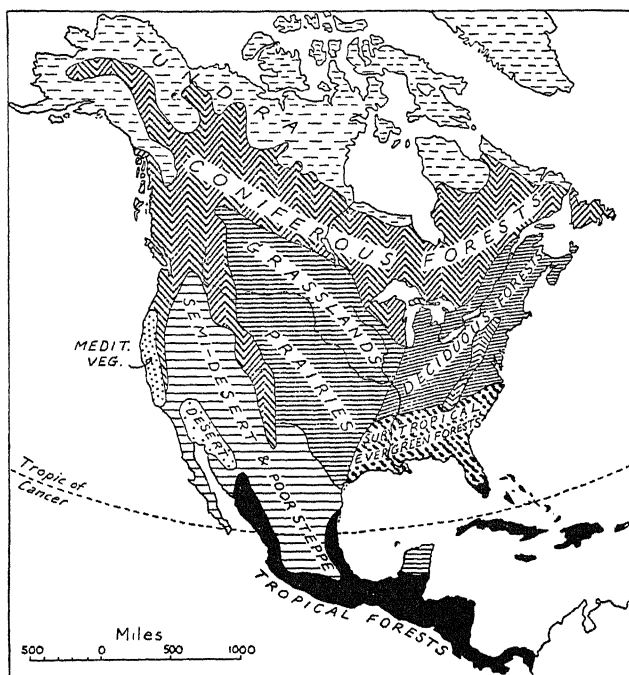 TUNDRA
CONIFEROUS FORESTS
GRASSLANDS
PRAIRIES
DECIDUOUS FORESTS
SEMI-DESERT & POOR STEPPE
MEDIT.
VEG.
DESERT
SUBTROPICAL
EVERGREEN FORESTS
Tropic of
Cancer
TROPICAL FORESTS
Miles
500 0 500 1000